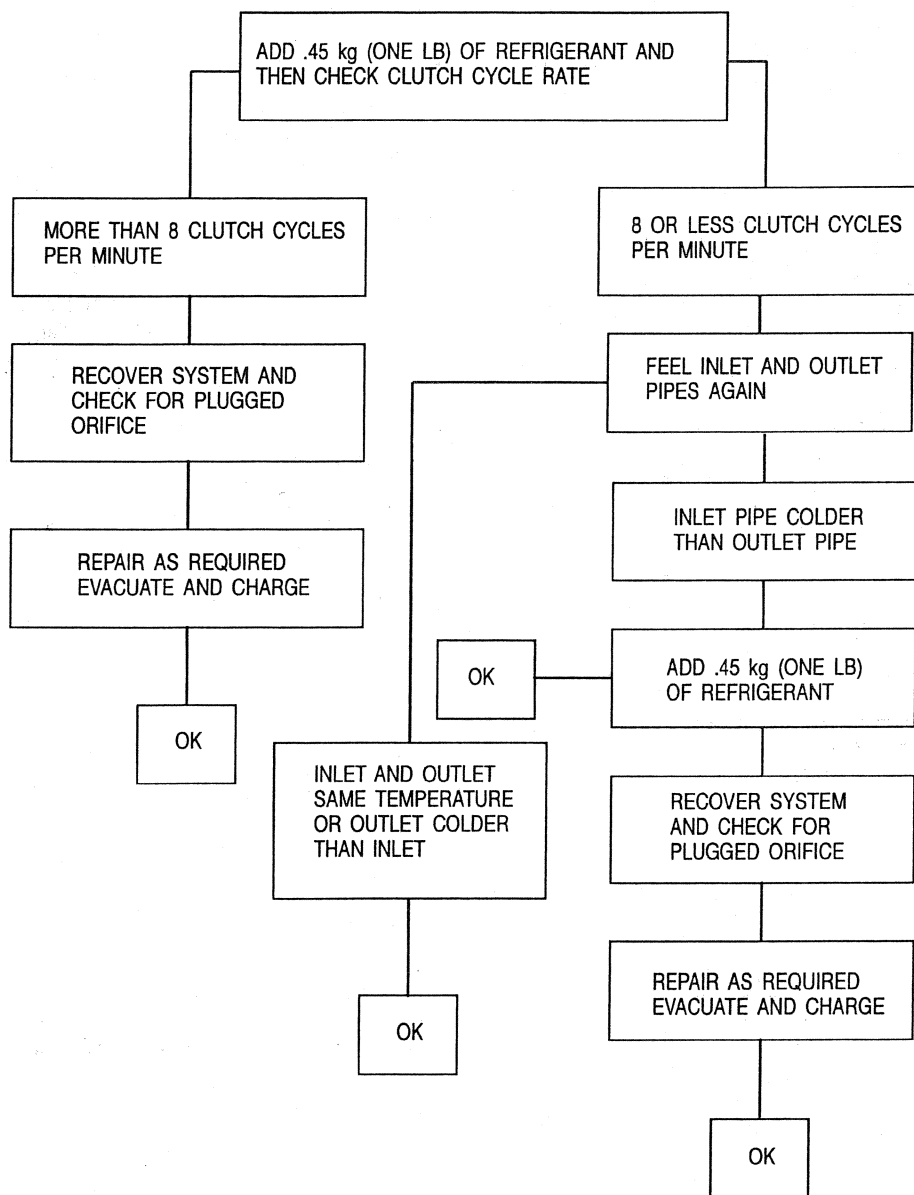 ADD .45 kg (ONE LB) OF REFRIGERANT AND
THEN CHECK CLUTCH CYCLE RATE
MORE THAN 8 CLUTCH CYCLES
PER MINUTE
8 OR LESS CLUTCH CYCLES
PER MINUTE
RECOVER SYSTEM AND
CHECK FOR PLUGGED
ORIFICE
FEEL INLET AND OUTLET
PIPES AGAIN
INLET PIPE COLDER
THAN OUTLET PIPE
REPAIR AS REQUIRED
EVACUATE AND CHARGE
OK
ADD .45 kg (ONE LB)
OF REFRIGERANT
OK
INLET AND OUTLET
SAME TEMPERATURE
OR OUTLET COLDER
THAN INLET
RECOVER SYSTEM
AND CHECK FOR
PLUGGED ORIFICE
REPAIR AS REQUIRED
EVACUATE AND CHARGE
OK
OK